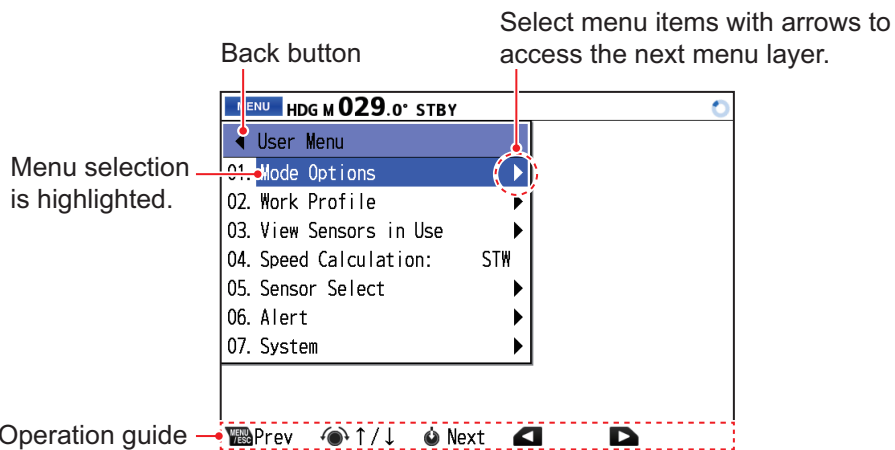 Select menu items with arrows to
access the next menu layer.
Back button
MENU HDG M 029.0° STBY
User Menu
Menu selection
is highlighted.
01. Mode Options
02. Work Profile
03. View Sensors in Use
04. Speed Calculation: STW
05. Sensor Select
06. Alert
07. System
Operation guide
MENU/ESC Prev ↑/↓ Next